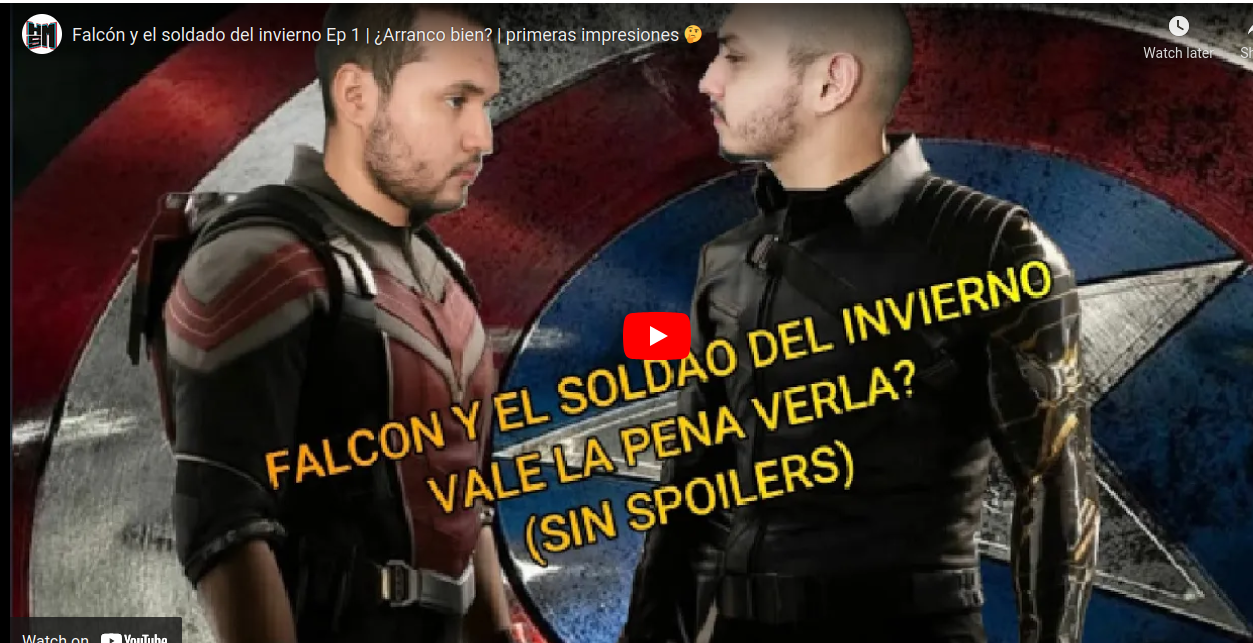 Falcón y el soldado del invierno Ep 1 | ¿Arranco bien? | primeras impresiones 🤔
Watch later
FALCON Y EL SOLDAO DEL INVIERNO
VALE LA PENA VERLA?
(SIN SPOILERS)
Watch on YouTube